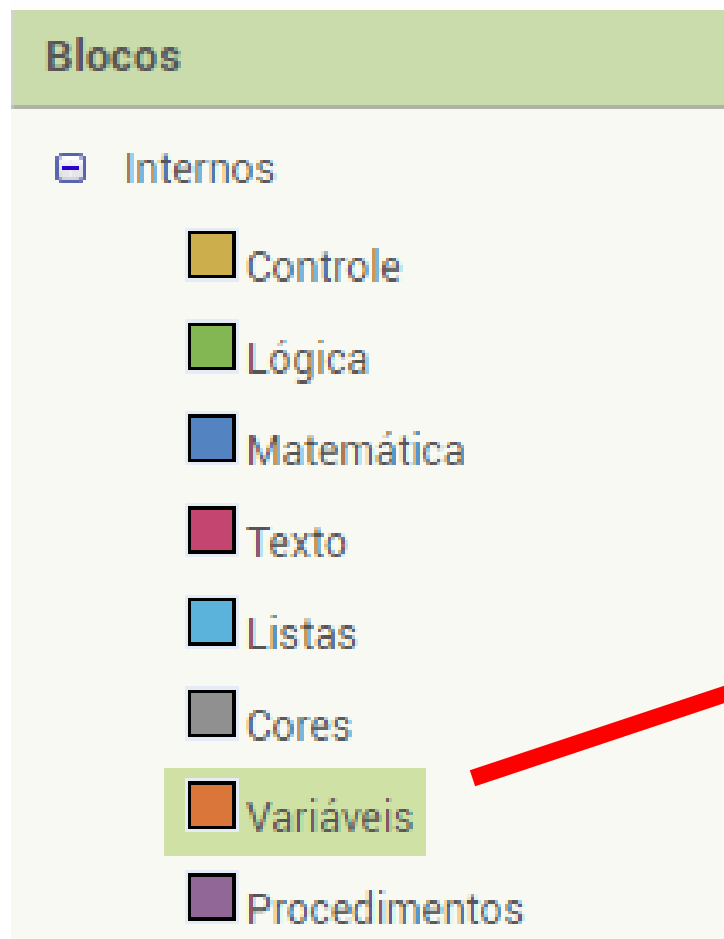 Blocos
Internos
Controle
Lógica
Matemática
Texto
Listas
Cores
Variáveis
Procedimentos